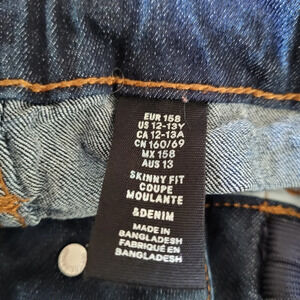 EUR 158
US 12-13Y
CA 12-13A
CN 160/69
MX 158
AUS 13
SKINNY FIT
COUPE
MOULANTE
&DENIM
MADE IN
BANGLADESH
FABRIQUÉ EN
BANGLADESH